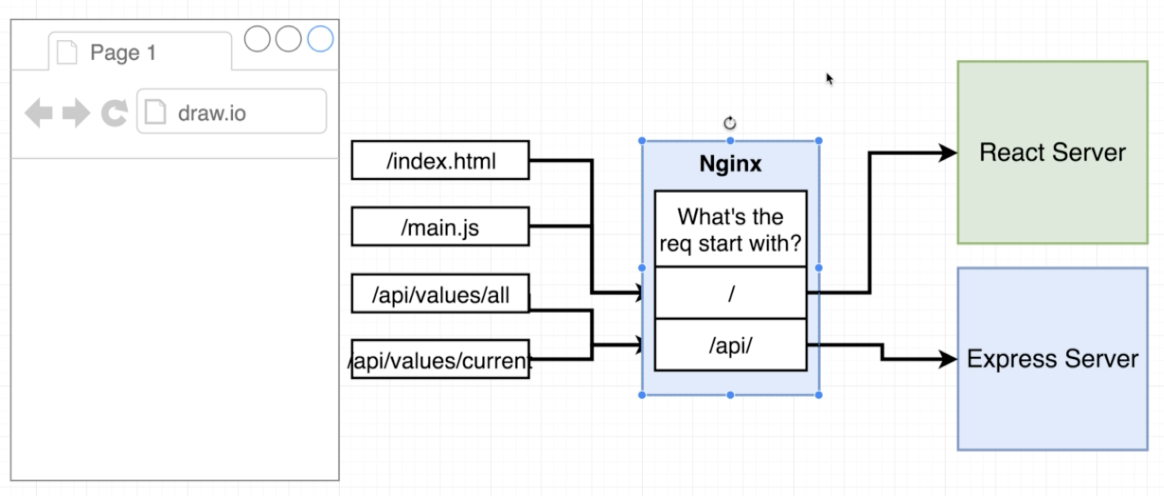 Page 1
draw.io
/index.html
/main.js
/api/values/all
/api/values/current
Nginx
What's the
req start with?
/
/api/
React Server
Express Server